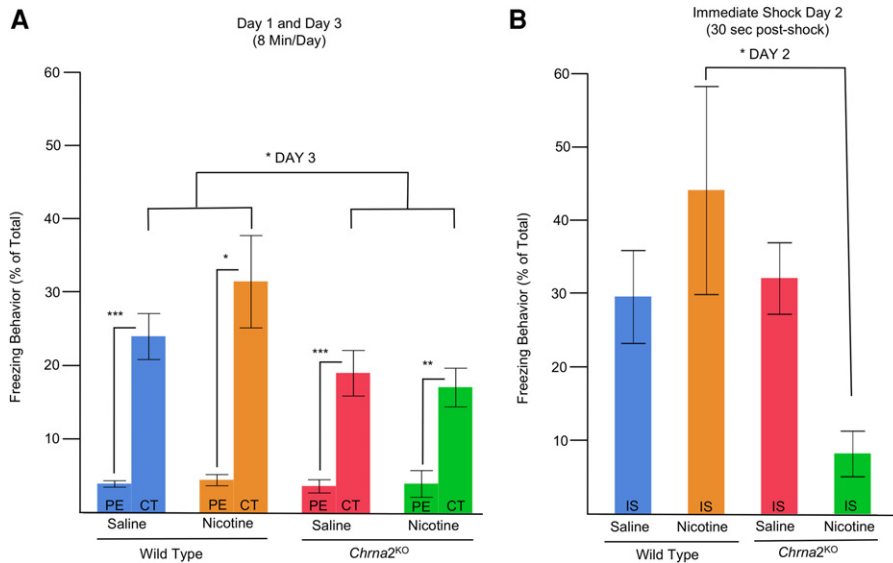 A
Day 1 and Day 3
(8 Min/Day)
Freezing Behavior (% of Total)
60
50
40
30
20
10
* DAY 3
***
*
***
**
PE CT PE CT PE CT PE CT
Saline Nicotine Saline Nicotine
Wild Type Chrna2KO
B
Immediate Shock Day 2
(30 sec post-shock)
* DAY 2
Freezing Behavior (% of Total)
60
50
40
30
20
10
IS IS IS IS
Saline Nicotine Saline Nicotine
Wild Type Chrna2KO